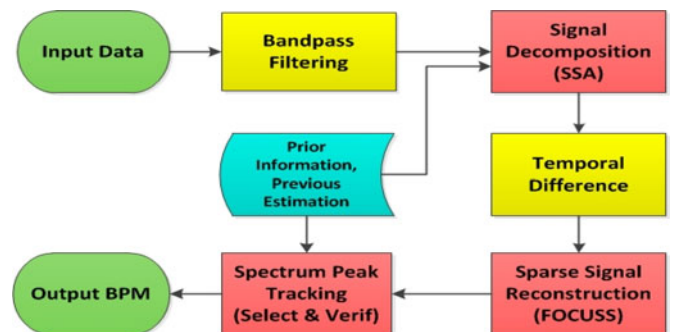 Input Data
Bandpass
Filtering
Signal
Decomposition
(SSA)
Prior
Information,
Previous
Estimation
Temporal
Difference
Output BPM
Spectrum Peak
Tracking
(Select & Verif)
Sparse Signal
Reconstruction
(FOCUSS)